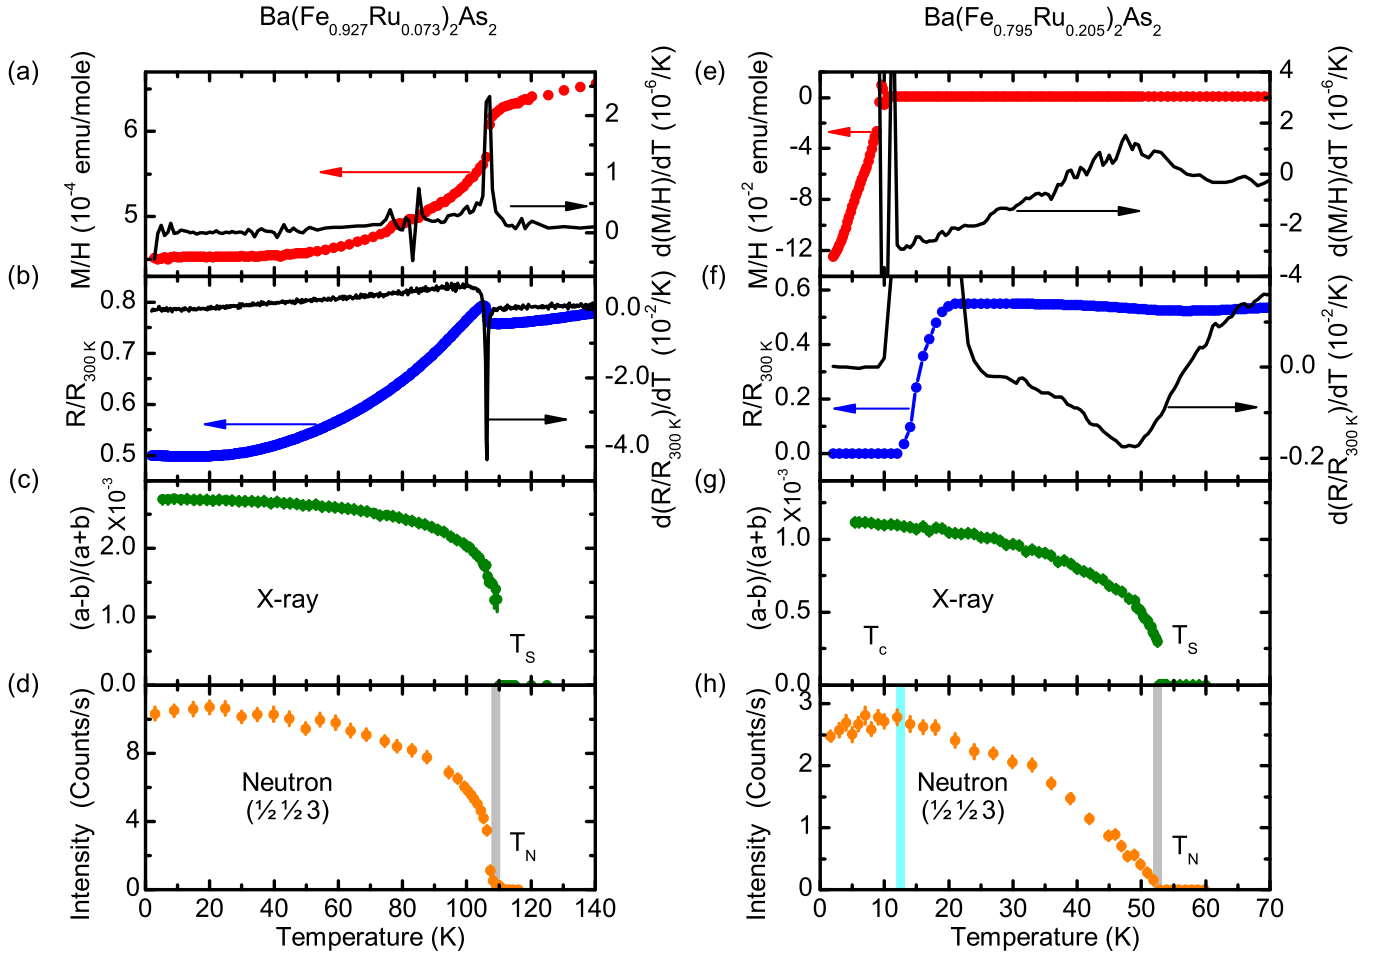 Ba(Fe0.927Ru0.073)2As2
(a)
M/H (10-4 emu/mole)
6
5
2
1
0
d(M/H)/dT (10-6/K)
(b)
R/R300 K
0.8
0.7
0.6
0.5
0.0
-2.0
-4.0
d(R/R300 K)/dT (10-2/K)
(c)
(a-b)/(a+b)
X10-3
2.0
1.0
0.0
X-ray
TS
(d)
Intensity (Counts/s)
8
4
0
Neutron
(½ ½ 3)
TN
0 20 40 60 80 100 120 140
Temperature (K)
Ba(Fe0.795Ru0.205)2As2
(e)
M/H (10-2 emu/mole)
0
-4
-8
-12
4
2
0
-2
-4
d(M/H)/dT (10-6/K)
(f)
R/R300 K
0.6
0.4
0.2
0.0
0.0
-0.2
d(R/R300 K)/dT (10-2/K)
(g)
(a-b)/(a+b)
X10-3
1.0
0.5
0.0
X-ray
Tc
TS
(h)
Intensity (Counts/s)
3
2
1
0
Neutron
(½ ½ 3)
TN
0 10 20 30 40 50 60 70
Temperature (K)